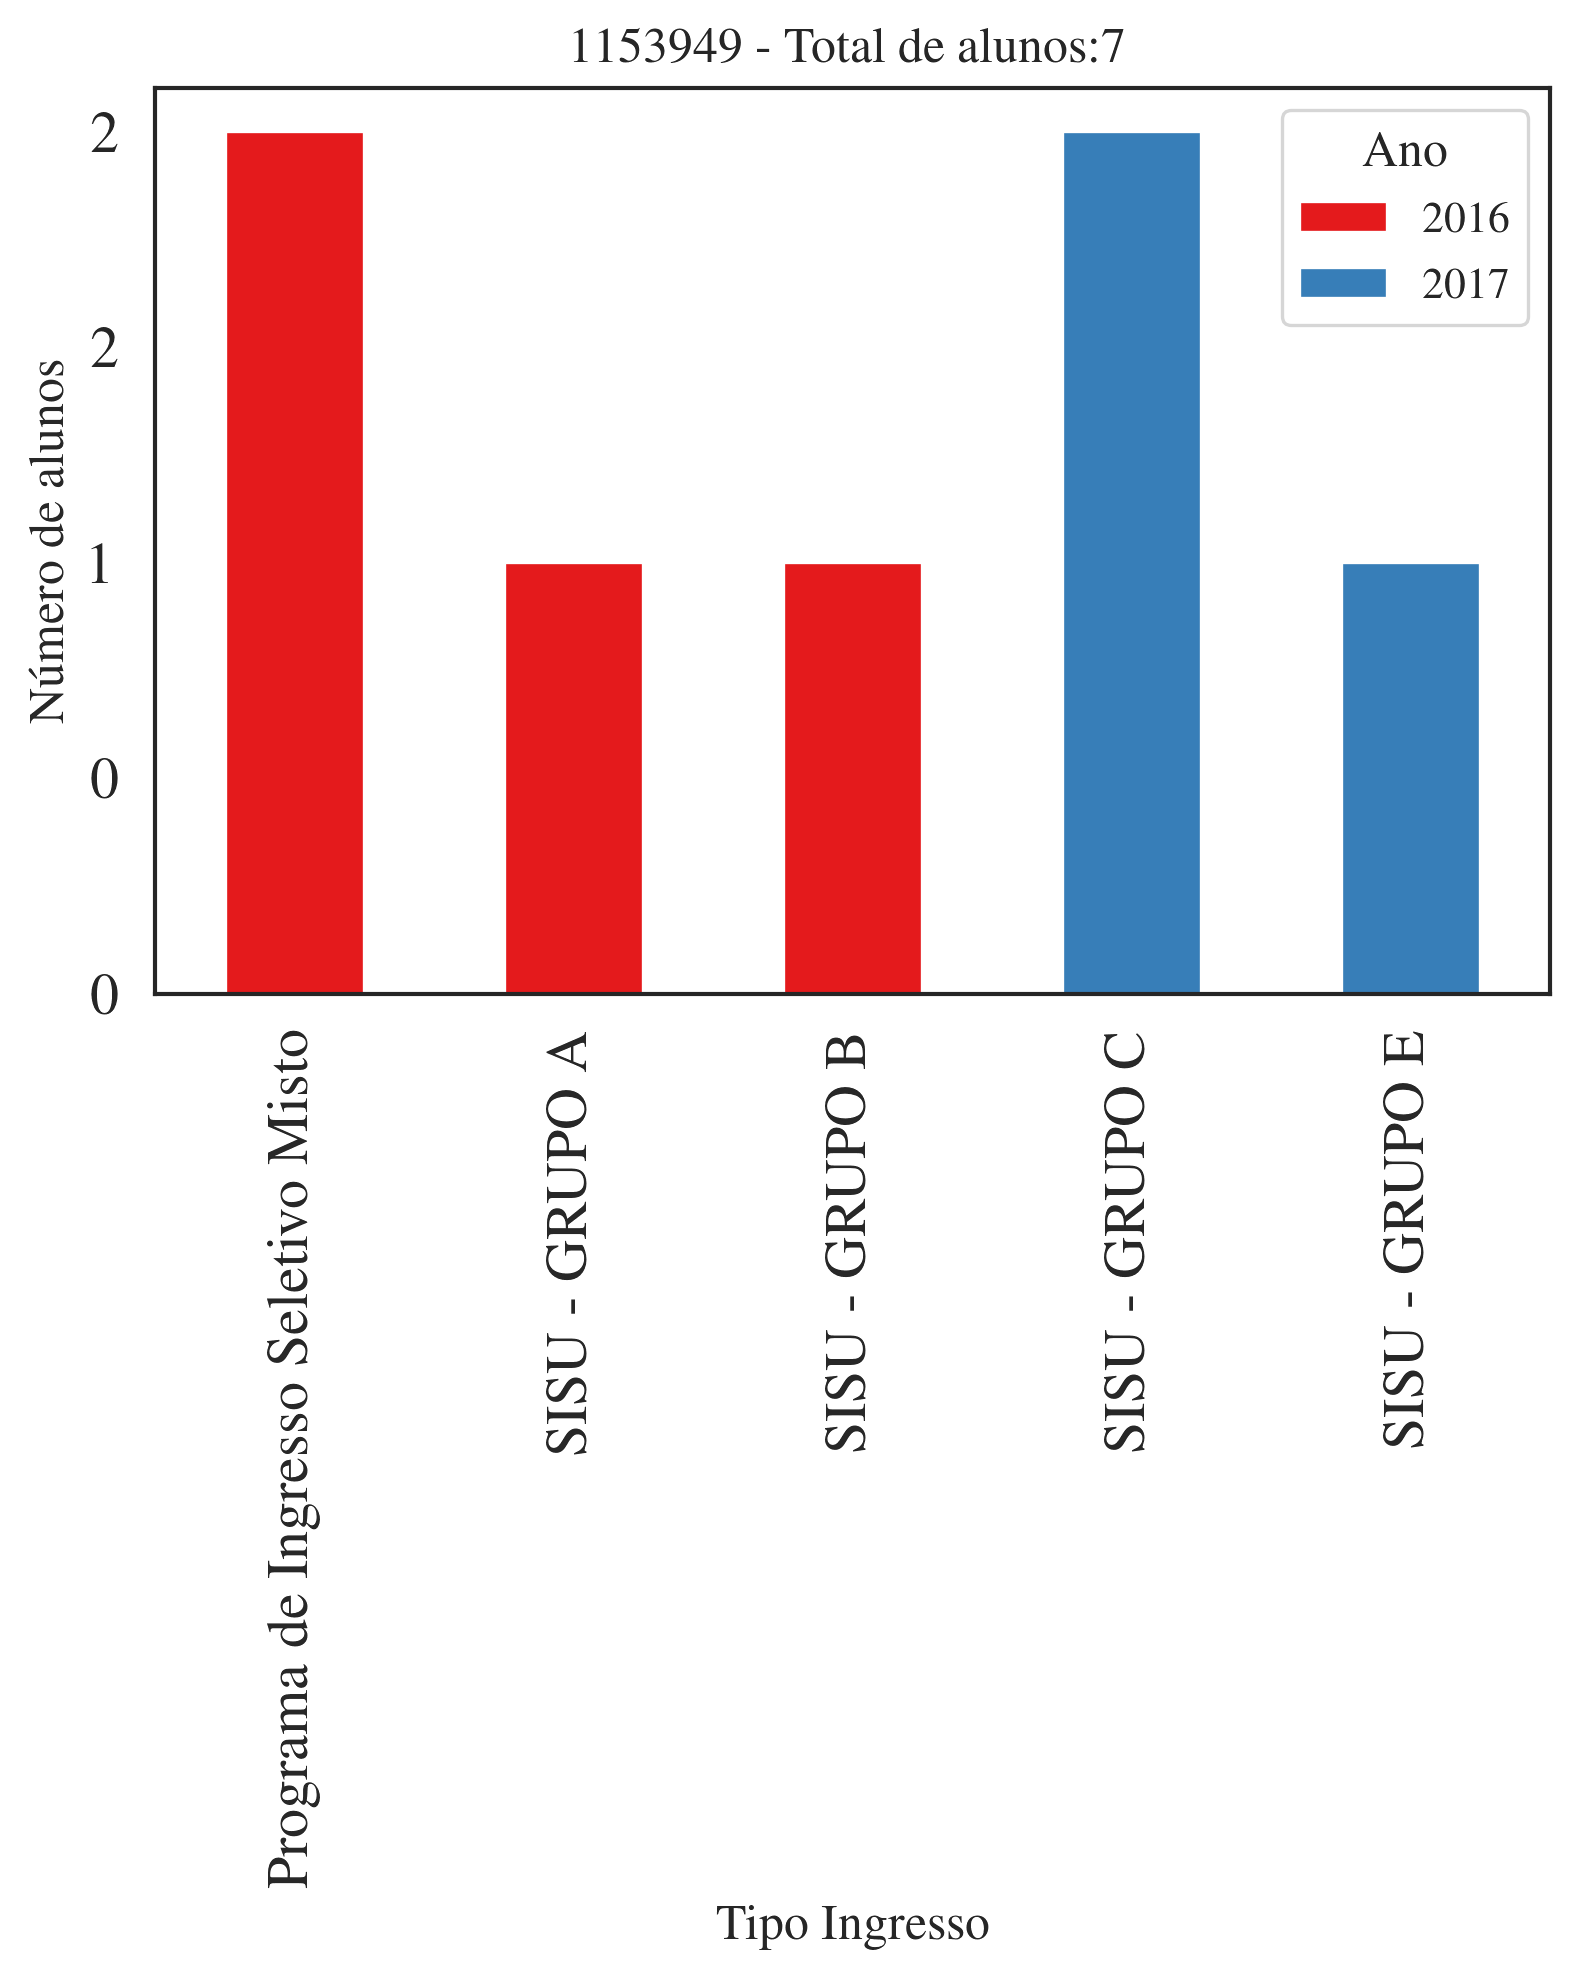 1153949 - Total de alunos:7
Ano
2016
2017
Número de alunos
2
2
1
0
0
Programa de Ingresso Seletivo Misto
SISU - GRUPO A
SISU - GRUPO B
SISU - GRUPO C
SISU - GRUPO E
Tipo Ingresso